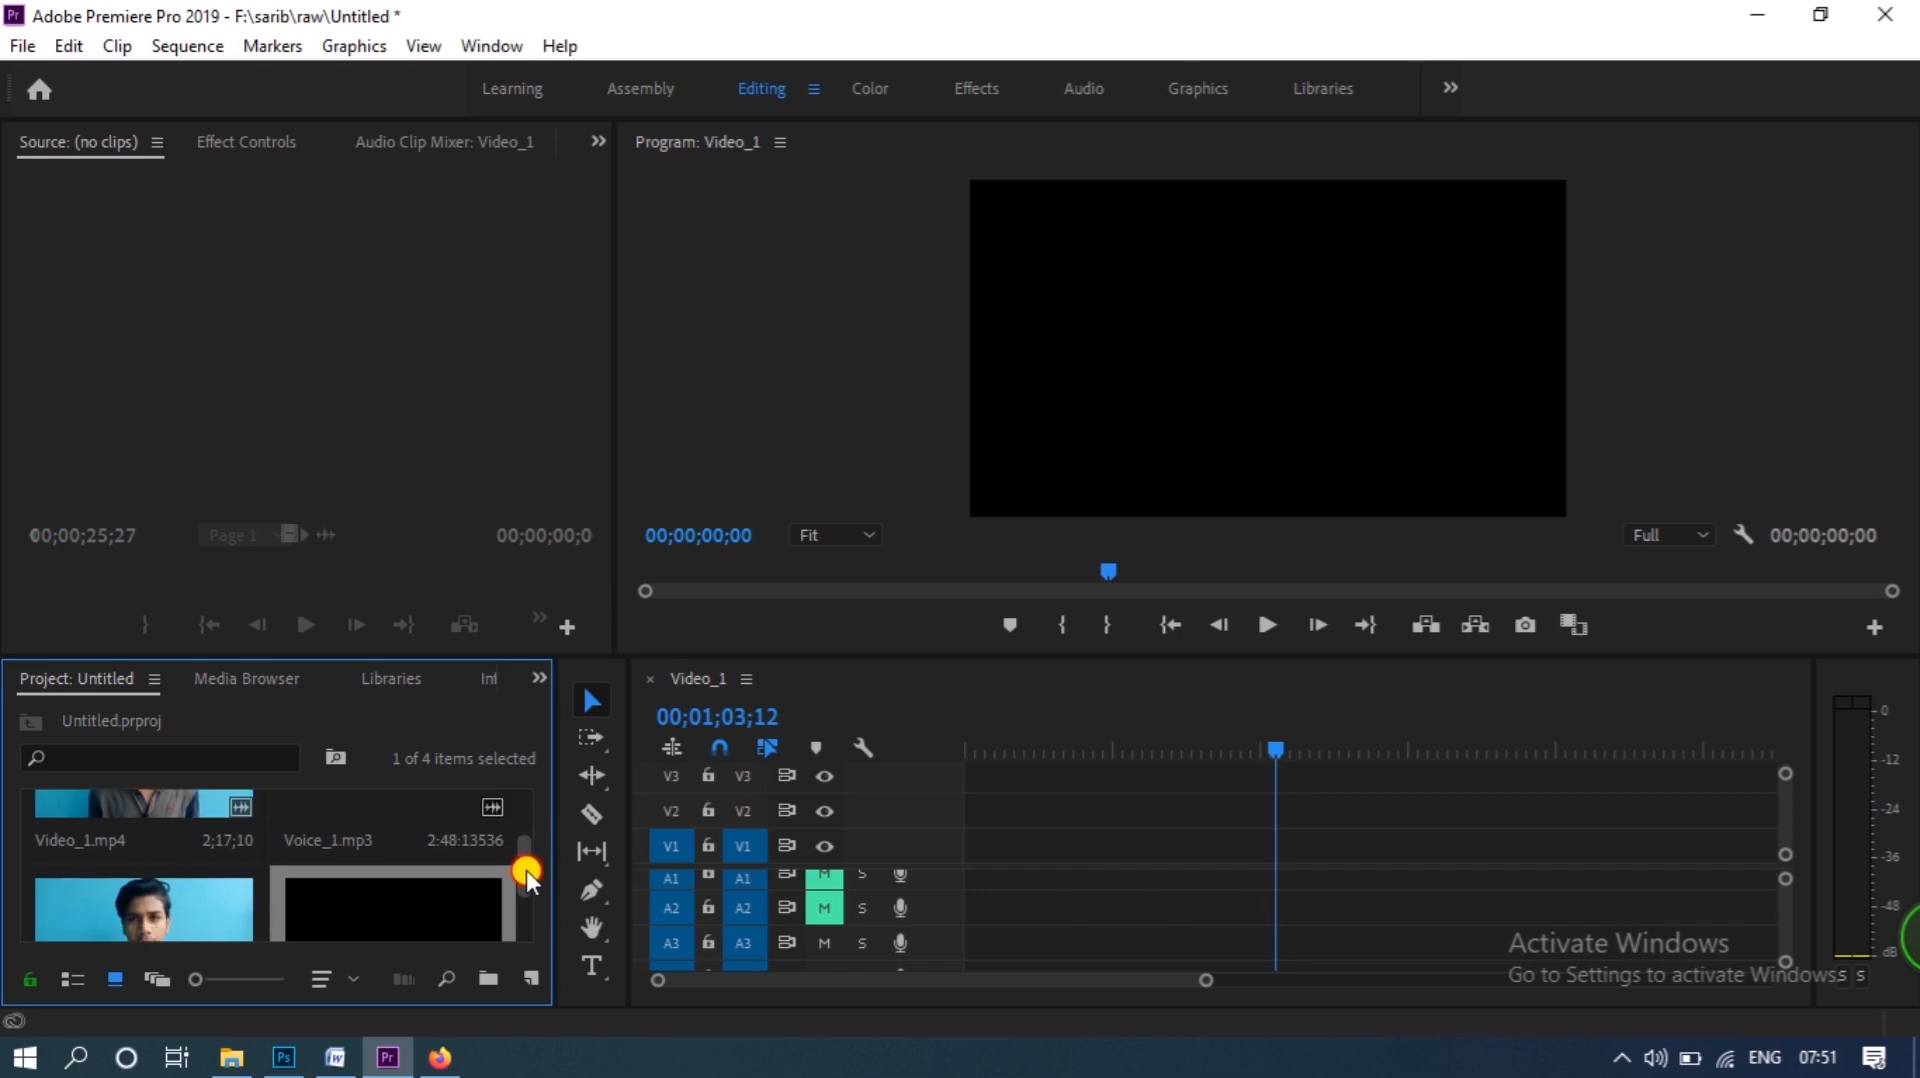 Pr Adobe Premiere Pro 2019 - F:\sarib\raw\Untitled *
File Edit Clip Sequence Markers Graphics View Window Help
Learning Assembly Editing Color Effects Audio Graphics Libraries
Source: (no clips) Effect Controls Audio Clip Mixer: Video_1 Program: Video_1
00;00;25;27 Page 1 00;00;00;0 00;00;00;00 Fit Full 00;00;00;00
Project: Untitled Media Browser Libraries Inf
Video_1
Untitled.prproj
00;01;03;12
1 of 4 items selected
Video_1.mp4 2;17;10 Voice_1.mp3 2:48:13536
V3 V3
V2 V2
V1 V1
A1 A1 M S
A2 A2 M S
A3 A3 M S
0
-12
-24
-36
-48
dB
S S
Activate Windows
Go to Settings to activate Windows.
Ps W Pr ENG 07:51